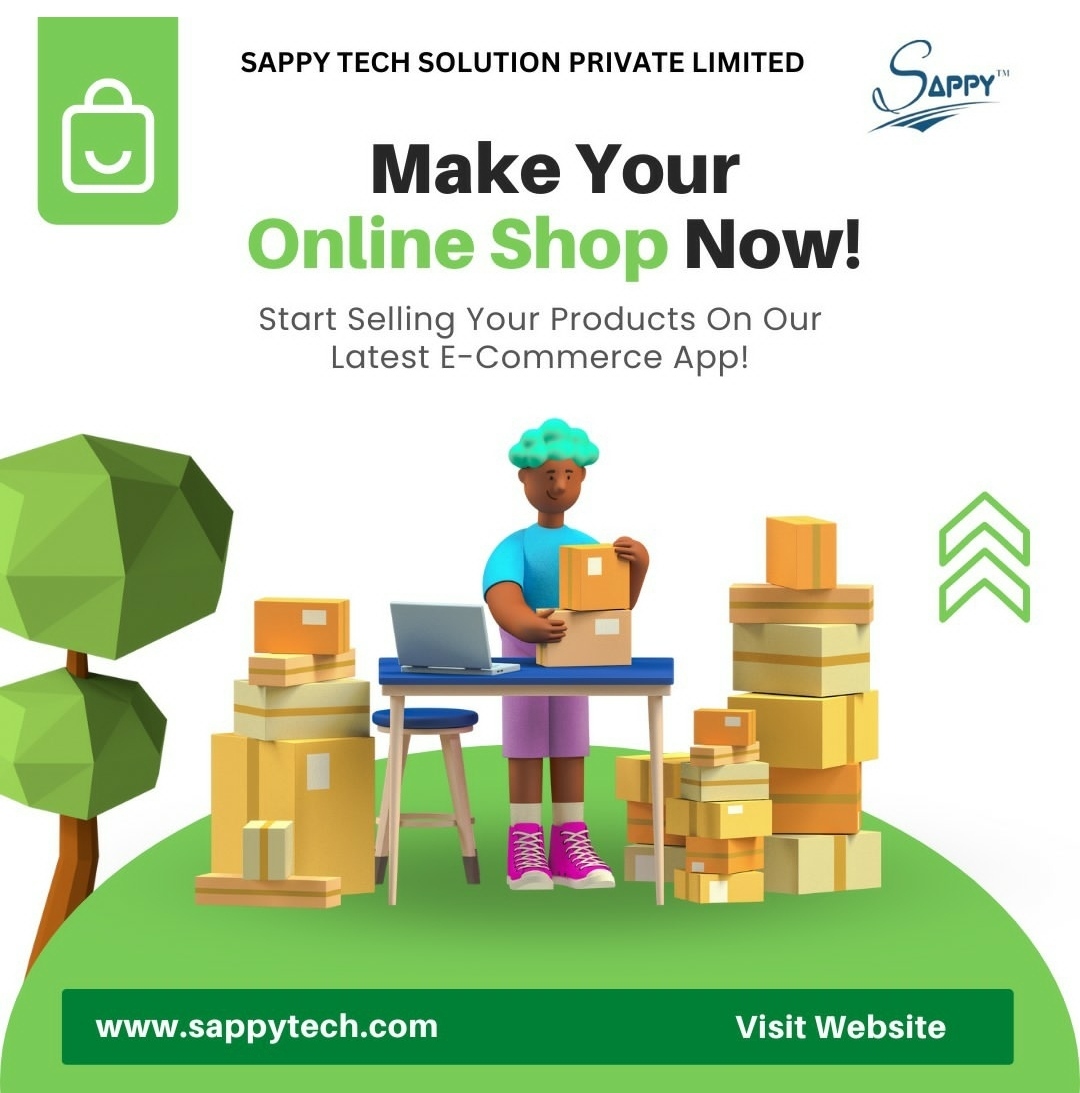 SAPPY TECH SOLUTION PRIVATE LIMITED
SAPPY™
Make Your
Online Shop Now!
Start Selling Your Products On Our
Latest E-Commerce App!
www.sappytech.com
Visit Website